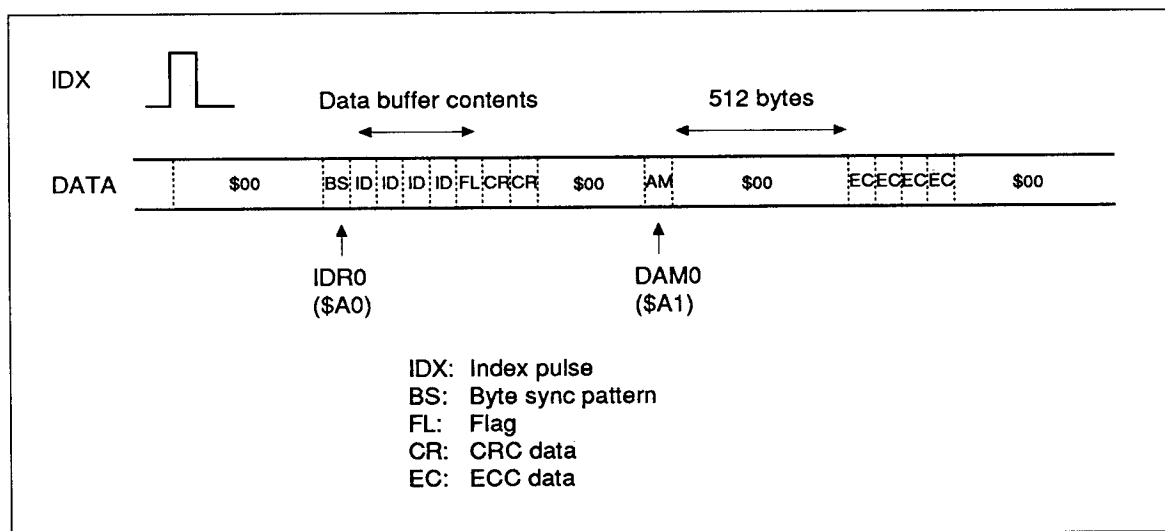 IDX
Data buffer contents
512 bytes
DATA
$00 BS ID ID ID ID FL CR CR $00 AM $00 EC EC EC EC $00
IDR0
($A0)
DAM0
($A1)
IDX: Index pulse
BS: Byte sync pattern
FL: Flag
CR: CRC data
EC: ECC data